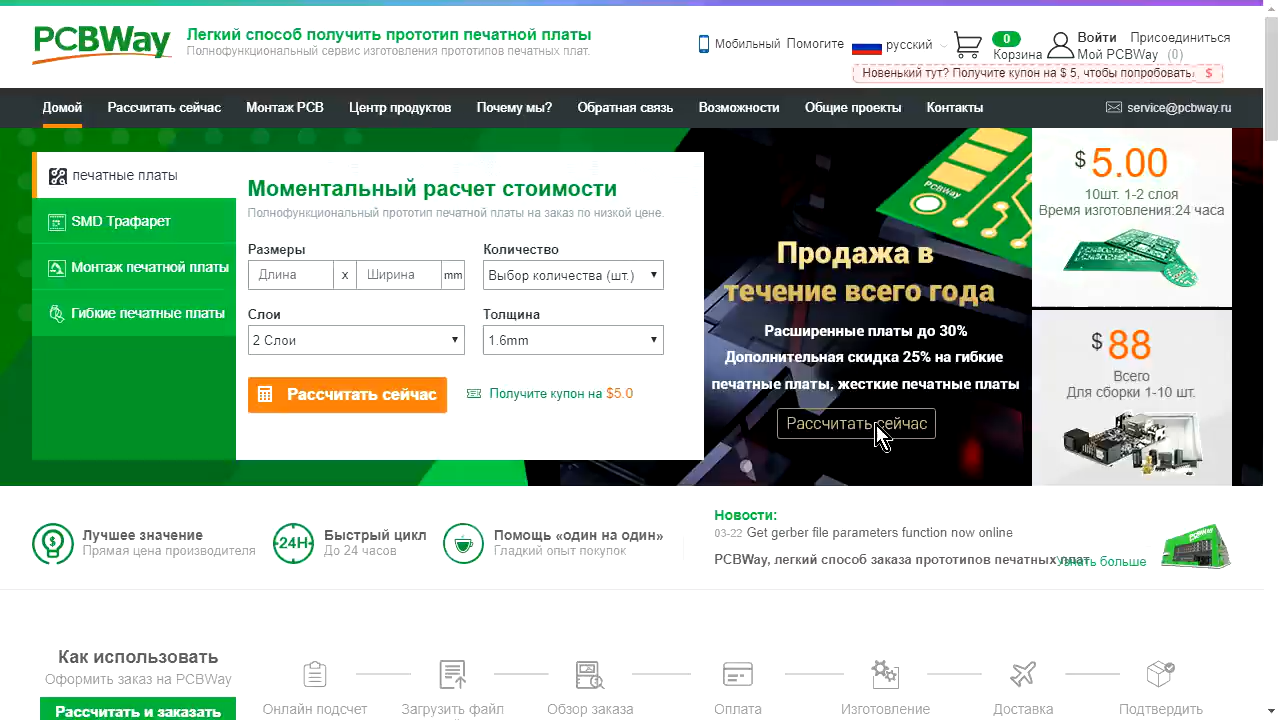 PCBWay
Легкий способ получить прототип печатной платы
Полнофункциональный сервис изготовления прототипов печатных плат.
Мобильный Помогите русский 0 Корзина Войти Присоединиться
Мой PCBWay (0)
Новенький тут? Получите купон на $ 5, чтобы попробовать. $
Домой Рассчитать сейчас Монтаж PCB Центр продуктов Почему мы? Обратная связь Возможности Общие проекты Контакты service@pcbway.ru
печатные платы
SMD Трафарет
Монтаж печатной платы
Гибкие печатные платы
Моментальный расчет стоимости
Полнофункциональный прототип печатной платы на заказ по низкой цене.
Размеры Количество
Длина x Ширина mm Выбор количества (шт.)
Слои Толщина
2 Слои 1.6mm
Рассчитать сейчас Получите купон на $5.0
PCBWay
Продажа в
течение всего года
Расширенные платы до 30%
Дополнительная скидка 25% на гибкие
печатные платы, жесткие печатные платы
Рассчитать сейчас
$ 5.00
10шт. 1-2 слоя
Время изготовления:24 часа
$ 88
Всего
Для сборки 1-10 шт.
Лучшее значение
Прямая цена производителя
24H
Быстрый цикл
До 24 часов
Помощь «один на один»
Гладкий опыт покупок
Новости:
03-22 Get gerber file parameters function now online
PCBWay, легкий способ заказа прототипов печатных плат
Узнать больше
Как использовать
Оформить заказ на PCBWay
Рассчитать и заказать
Онлайн подсчет Загрузить файл Обзор заказа Оплата Изготовление Доставка Подтвердить